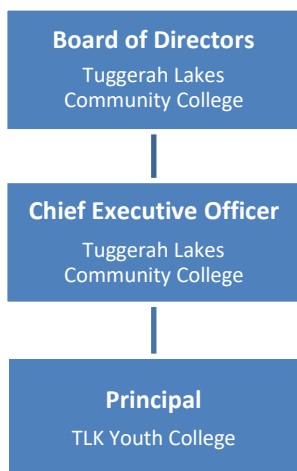 Board of Directors
Tuggerah Lakes
Community College
Chief Executive Officer
Tuggerah Lakes
Community College
Principal
TLK Youth College